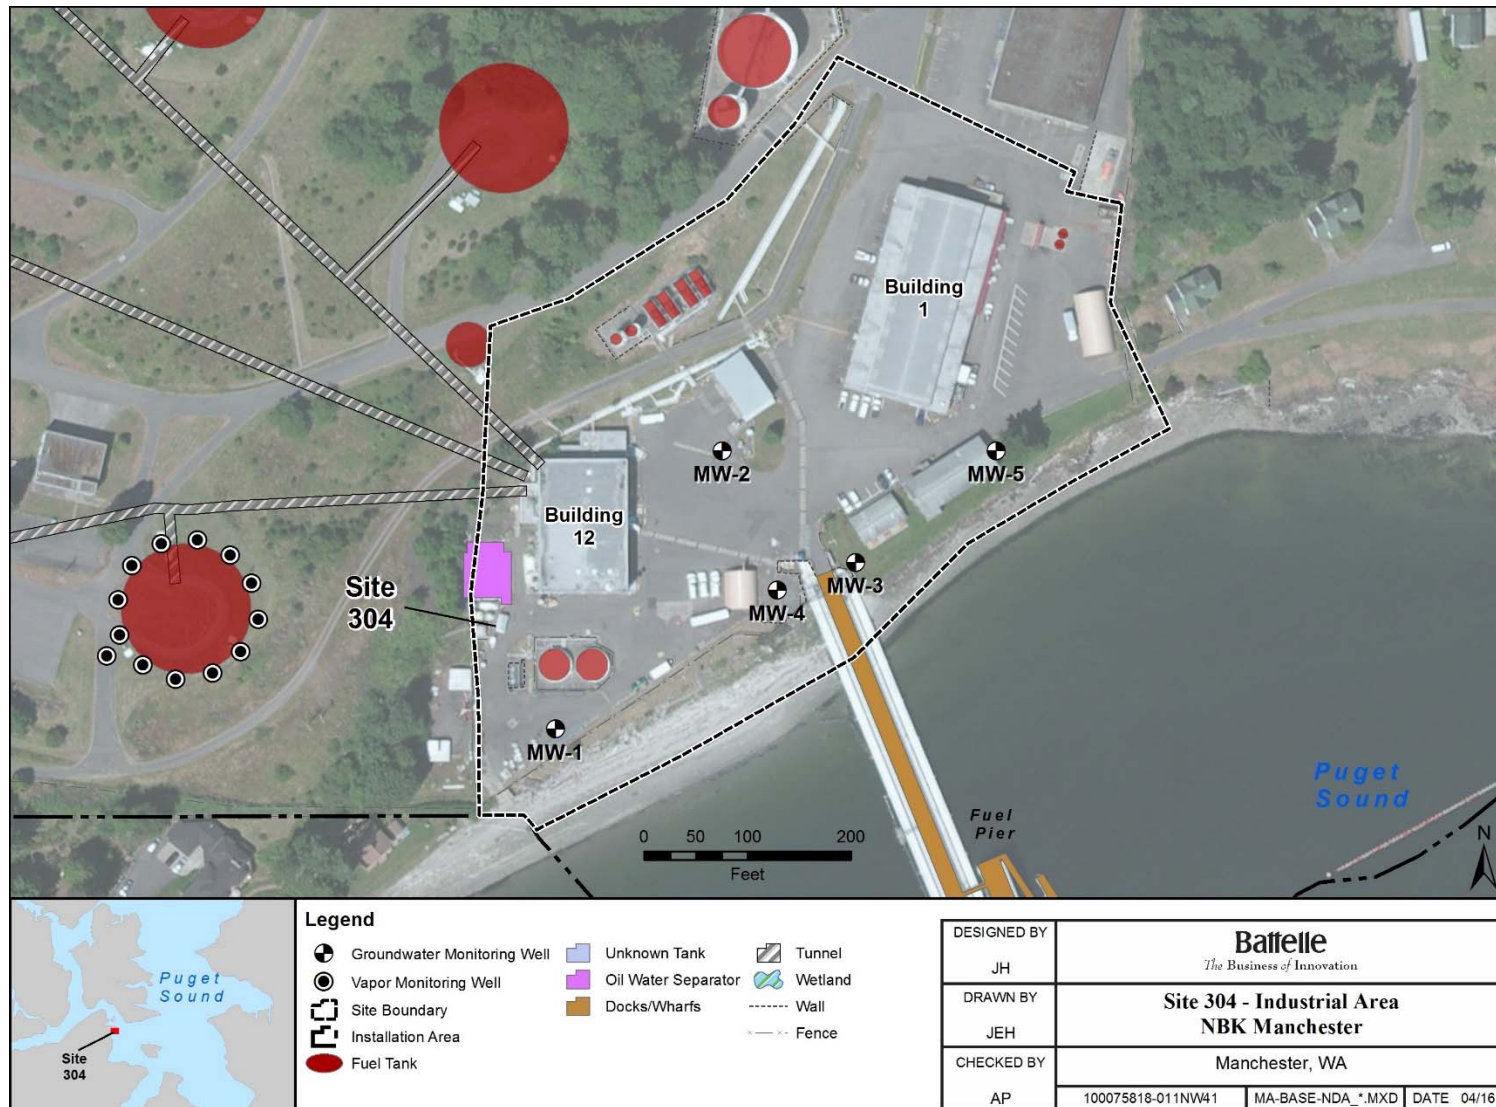 Building
1
MW-2
MW-5
Building
12
Site
304
MW-3
MW-4
MW-1
Puget
Sound
Fuel
Pier
N
0 50 100 200
Feet
Puget
Sound
Site
304
Legend
Groundwater Monitoring Well
Vapor Monitoring Well
Site Boundary
Installation Area
Fuel Tank
Unknown Tank
Oil Water Separator
Docks/Wharfs
Tunnel
Wetland
Wall
Fence
DESIGNED BY
JH
DRAWN BY
JEH
CHECKED BY
AP
Battelle
The Business of Innovation
Site 304 - Industrial Area
NBK Manchester
Manchester, WA
100075818-011NW41 MA-BASE-NDA_*.MXD DATE 04/16